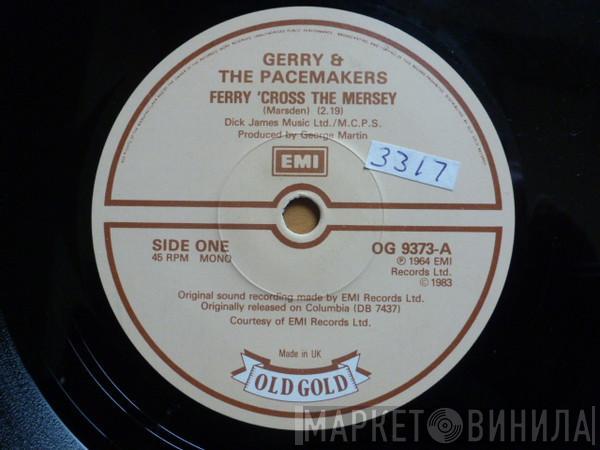 GERRY &
THE PACEMAKERS
FERRY 'CROSS THE MERSEY
(Marsden) (2.19)
Dick James Music Ltd./M.C.P.S.
Produced by George Martin
EMI
3317
SIDE ONE
45 RPM MONO
OG 9373-A
℗ 1964 EMI
Records Ltd.
© 1983
Original sound recording made by EMI Records Ltd.
Originally released on Columbia (DB 7437)
Courtesy of EMI Records Ltd.
Made in UK
OLD GOLD
МАРКЕТ ВИНИЛА